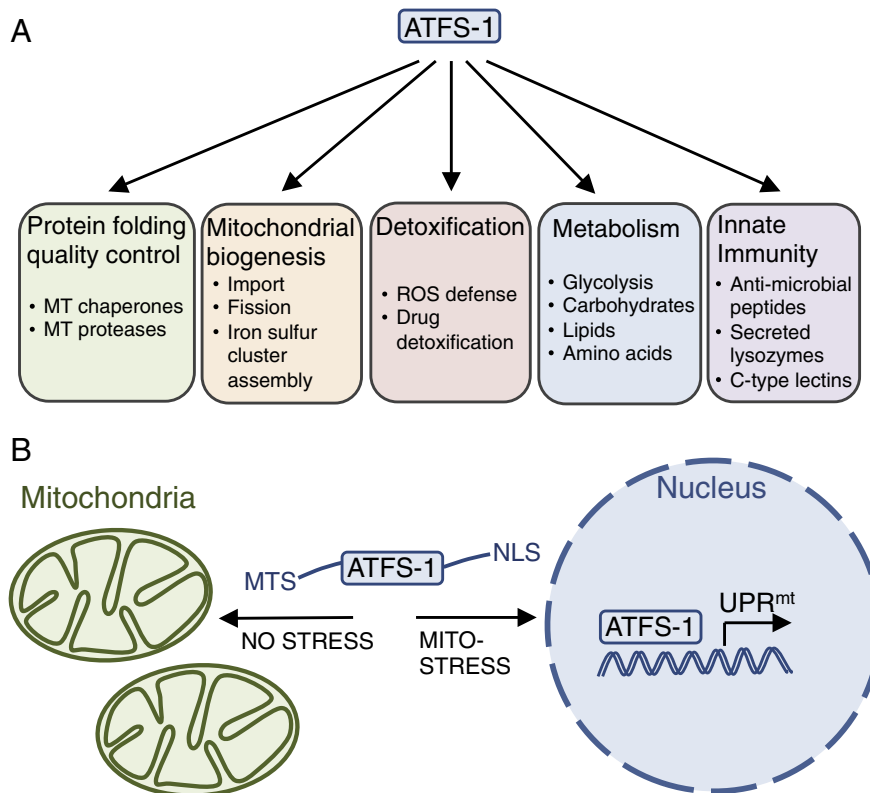 A
ATFS-1
Protein folding
quality control
• MT chaperones
• MT proteases
Mitochondrial
biogenesis
• Import
• Fission
• Iron sulfur
cluster
assembly
Detoxification
• ROS defense
• Drug
detoxification
Metabolism
• Glycolysis
• Carbohydrates
• Lipids
• Amino acids
Innate
Immunity
• Anti-microbial
peptides
• Secreted
lysozymes
• C-type lectins
B
Mitochondria
Nucleus
MTS
ATFS-1
NLS
NO STRESS
MITO-
STRESS
ATFS-1
UPRmt